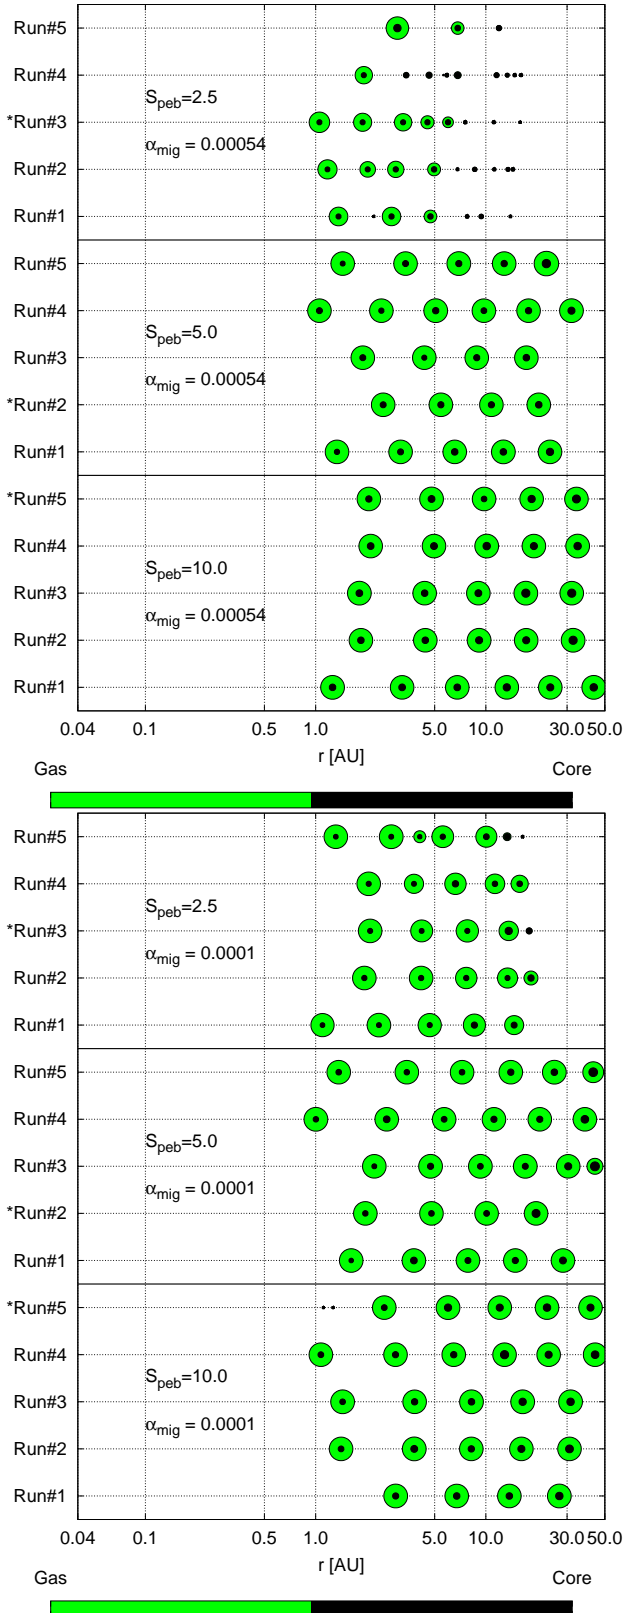 Run#5
Run#4
S_peb=2.5
*Run#3
α_mig = 0.00054
Run#2
Run#1
Run#5
Run#4
S_peb=5.0
Run#3
α_mig = 0.00054
*Run#2
Run#1
*Run#5
Run#4
S_peb=10.0
Run#3
α_mig = 0.00054
Run#2
Run#1
0.04 0.1 0.5 1.0 5.0 10.0 30.0 50.0
r [AU]
Gas Core
Run#5
Run#4
S_peb=2.5
*Run#3
α_mig = 0.0001
Run#2
Run#1
Run#5
Run#4
S_peb=5.0
Run#3
α_mig = 0.0001
*Run#2
Run#1
*Run#5
Run#4
S_peb=10.0
Run#3
α_mig = 0.0001
Run#2
Run#1
0.04 0.1 0.5 1.0 5.0 10.0 30.0 50.0
r [AU]
Gas Core